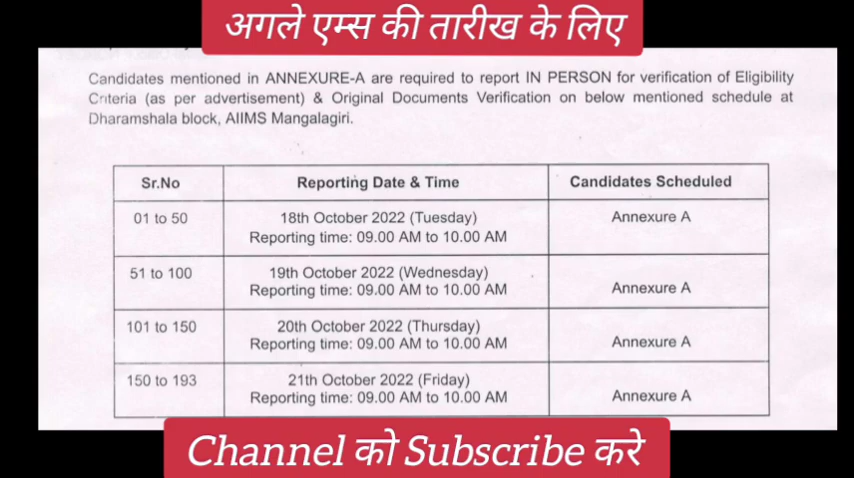 अगले एम्स की तारीख के लिए
Candidates mentioned in ANNEXURE-A are required to report IN PERSON for verification of Eligibility
Criteria (as per advertisement) & Original Documents Verification on below mentioned schedule at
Dharamshala block, AIIMS Mangalagiri.
Sr.No Reporting Date & Time Candidates Scheduled
01 to 50 18th October 2022 (Tuesday) Annexure A
Reporting time: 09.00 AM to 10.00 AM
51 to 100 19th October 2022 (Wednesday)
Reporting time: 09.00 AM to 10.00 AM Annexure A
101 to 150 20th October 2022 (Thursday)
Reporting time: 09.00 AM to 10.00 AM Annexure A
150 to 193 21th October 2022 (Friday)
Reporting time: 09.00 AM to 10.00 AM Annexure A
Channel को Subscribe करे